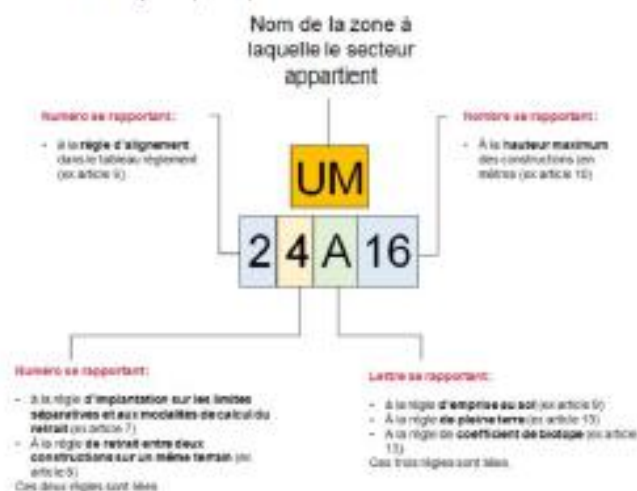 Nom de la zone à
laquelle le secteur
appartient
Numéro se rapportant :
- à la règle d'alignement
dans le tableau règlement
(ex article 6)
Nombre se rapportant :
- À la hauteur maximum
des constructions (en
mètres (ex article 10)
UM
2 4 A 16
Numéro se rapportant :
- à la règle d'implantation sur les limites
séparatives et aux modalités de calcul du
retrait (ex article 7)
- À la règle de retrait entre deux
constructions sur un même terrain (ex
article 8)
Ces deux règles sont liées
Lettre se rapportant :
- à la règle d'emprise au sol (ex article 9)
- À la règle de pleine terre (ex article 13)
- À la règle de coefficient de biotope (ex article
13)
Ces trois règles sont liées